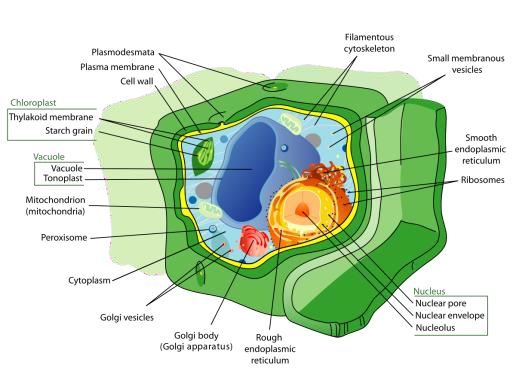 Plasmodesmata
Plasma membrane
Cell wall
Chloroplast
Thylakoid membrane
Starch grain
Vacuole
Vacuole
Tonoplast
Mitochondrion
(mitochondria)
Peroxisome
Cytoplasm
Golgi vesicles
Golgi body
(Golgi apparatus)
Rough
endoplasmic
reticulum
Filamentous
cytoskeleton
Small membranous
vesicles
Smooth
endoplasmic
reticulum
Ribosomes
Nucleus
Nuclear pore
Nuclear envelope
Nucleolus